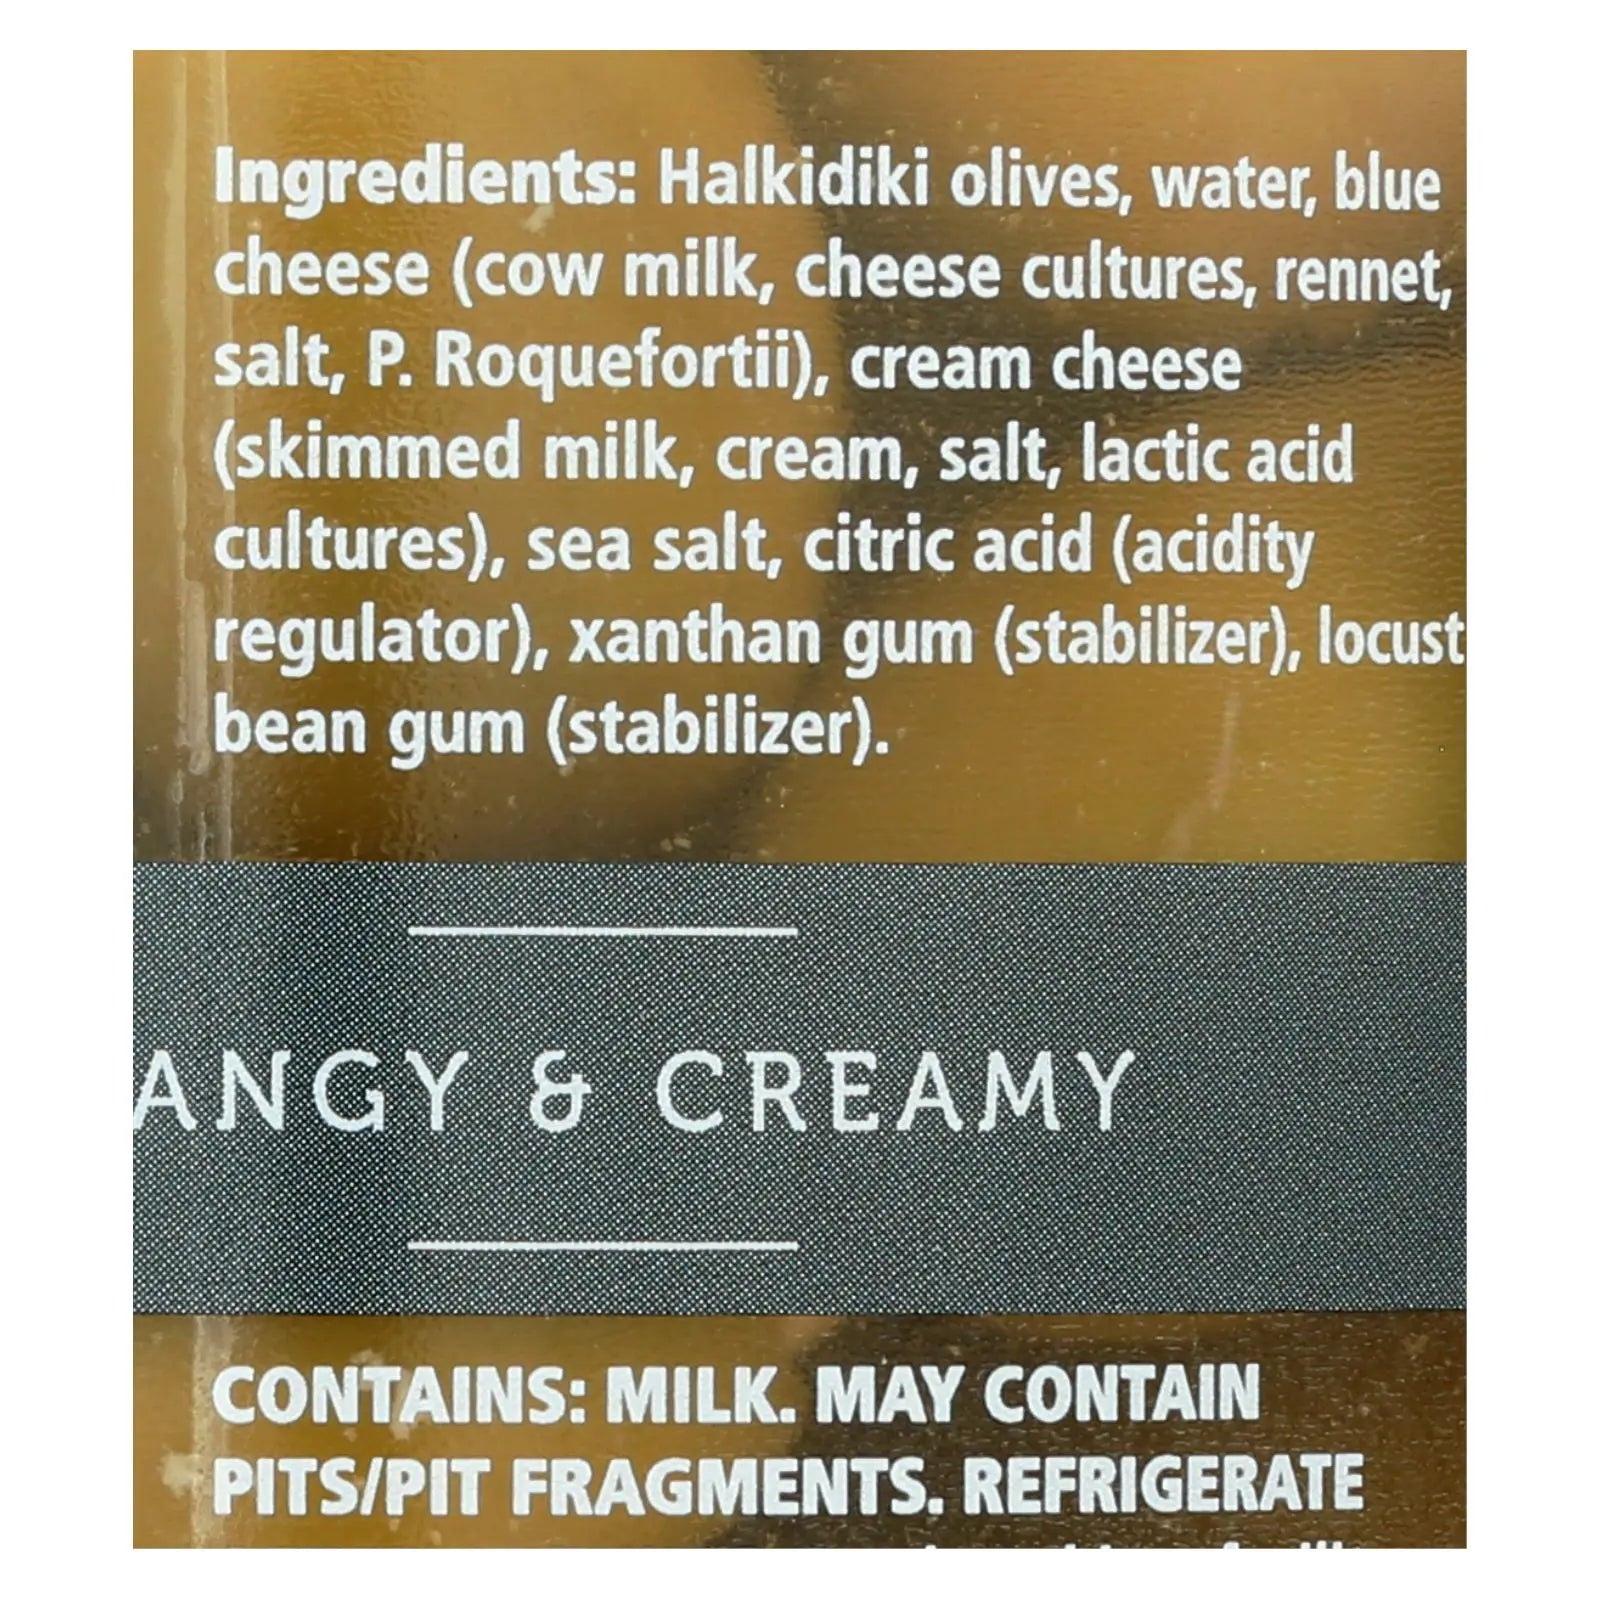 Ingredients: Halkidiki olives, water, blue
cheese (cow milk, cheese cultures, rennet,
salt, P. Roquefortii), cream cheese
(skimmed milk, cream, salt, lactic acid
cultures), sea salt, citric acid (acidity
regulator), xanthan gum (stabilizer), locust
bean gum (stabilizer).
ANGY & CREAMY
CONTAINS: MILK. MAY CONTAIN
PITS/PIT FRAGMENTS. REFRIGERATE